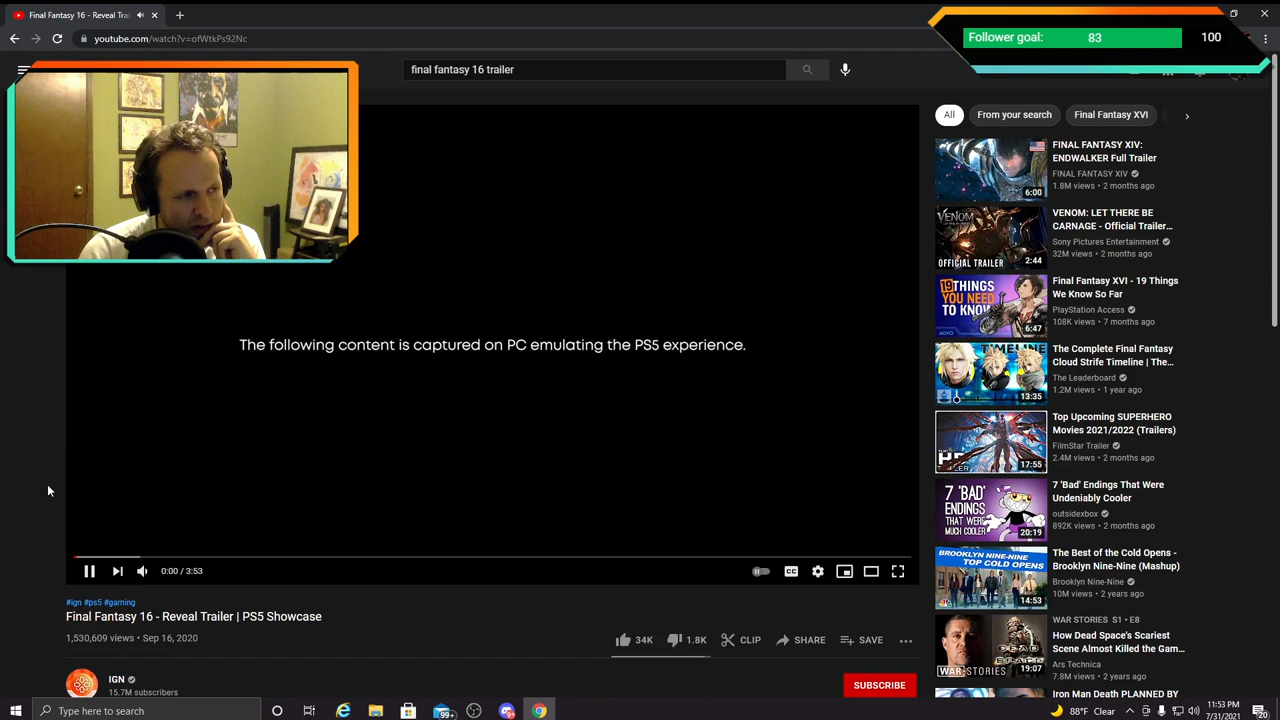 Final Fantasy 16 - Reveal Trai
youtube.com/watch?v=ofWtkPs92Nc
Follower goal: 83 100
final fantasy 16 trailer
All
From your search
Final Fantasy XVI
The following content is captured on PC emulating the PS5 experience.
0:00 / 3:53
CC
#ign #ps5 #gaming
Final Fantasy 16 - Reveal Trailer | PS5 Showcase
1,530,609 views • Sep 16, 2020
34K
1.8K
CLIP
SHARE
SAVE
IGN
15.7M subscribers
SUBSCRIBE
6:00
FINAL FANTASY XIV:
ENDWALKER Full Trailer
FINAL FANTASY XIV
1.8M views • 2 months ago
VENOM
OFFICIAL TRAILER
2:44
VENOM: LET THERE BE
CARNAGE - Official Trailer…
Sony Pictures Entertainment
32M views • 2 months ago
19 THINGS
YOU NEED
TO KNOW
6:47
Final Fantasy XVI - 19 Things
We Know So Far
PlayStation Access
108K views • 7 months ago
TIMELINE
13:35
The Complete Final Fantasy
Cloud Strife Timeline | The…
The Leaderboard
1.2M views • 1 year ago
17:55
Top Upcoming SUPERHERO
Movies 2021/2022 (Trailers)
FilmStar Trailer
2.4M views • 2 months ago
7 'BAD'
ENDINGS
THAT WERE
MUCH COOLER
20:19
7 'Bad' Endings That Were
Undeniably Cooler
outsidexbox
892K views • 2 months ago
BROOKLYN NINE-NINE
TOP COLD OPENS
14:53
The Best of the Cold Opens -
Brooklyn Nine-Nine (Mashup)
Brooklyn Nine-Nine
10M views • 2 years ago
WAR STORIES
DEAD
SPACE
19:07
WAR STORIES S1 • E8
How Dead Space's Scariest
Scene Almost Killed the Gam…
Ars Technica
7.8M views • 2 years ago
Iron Man Death PLANNED BY
Type here to search
99+
88°F Clear
11:53 PM
7/31/2021
20